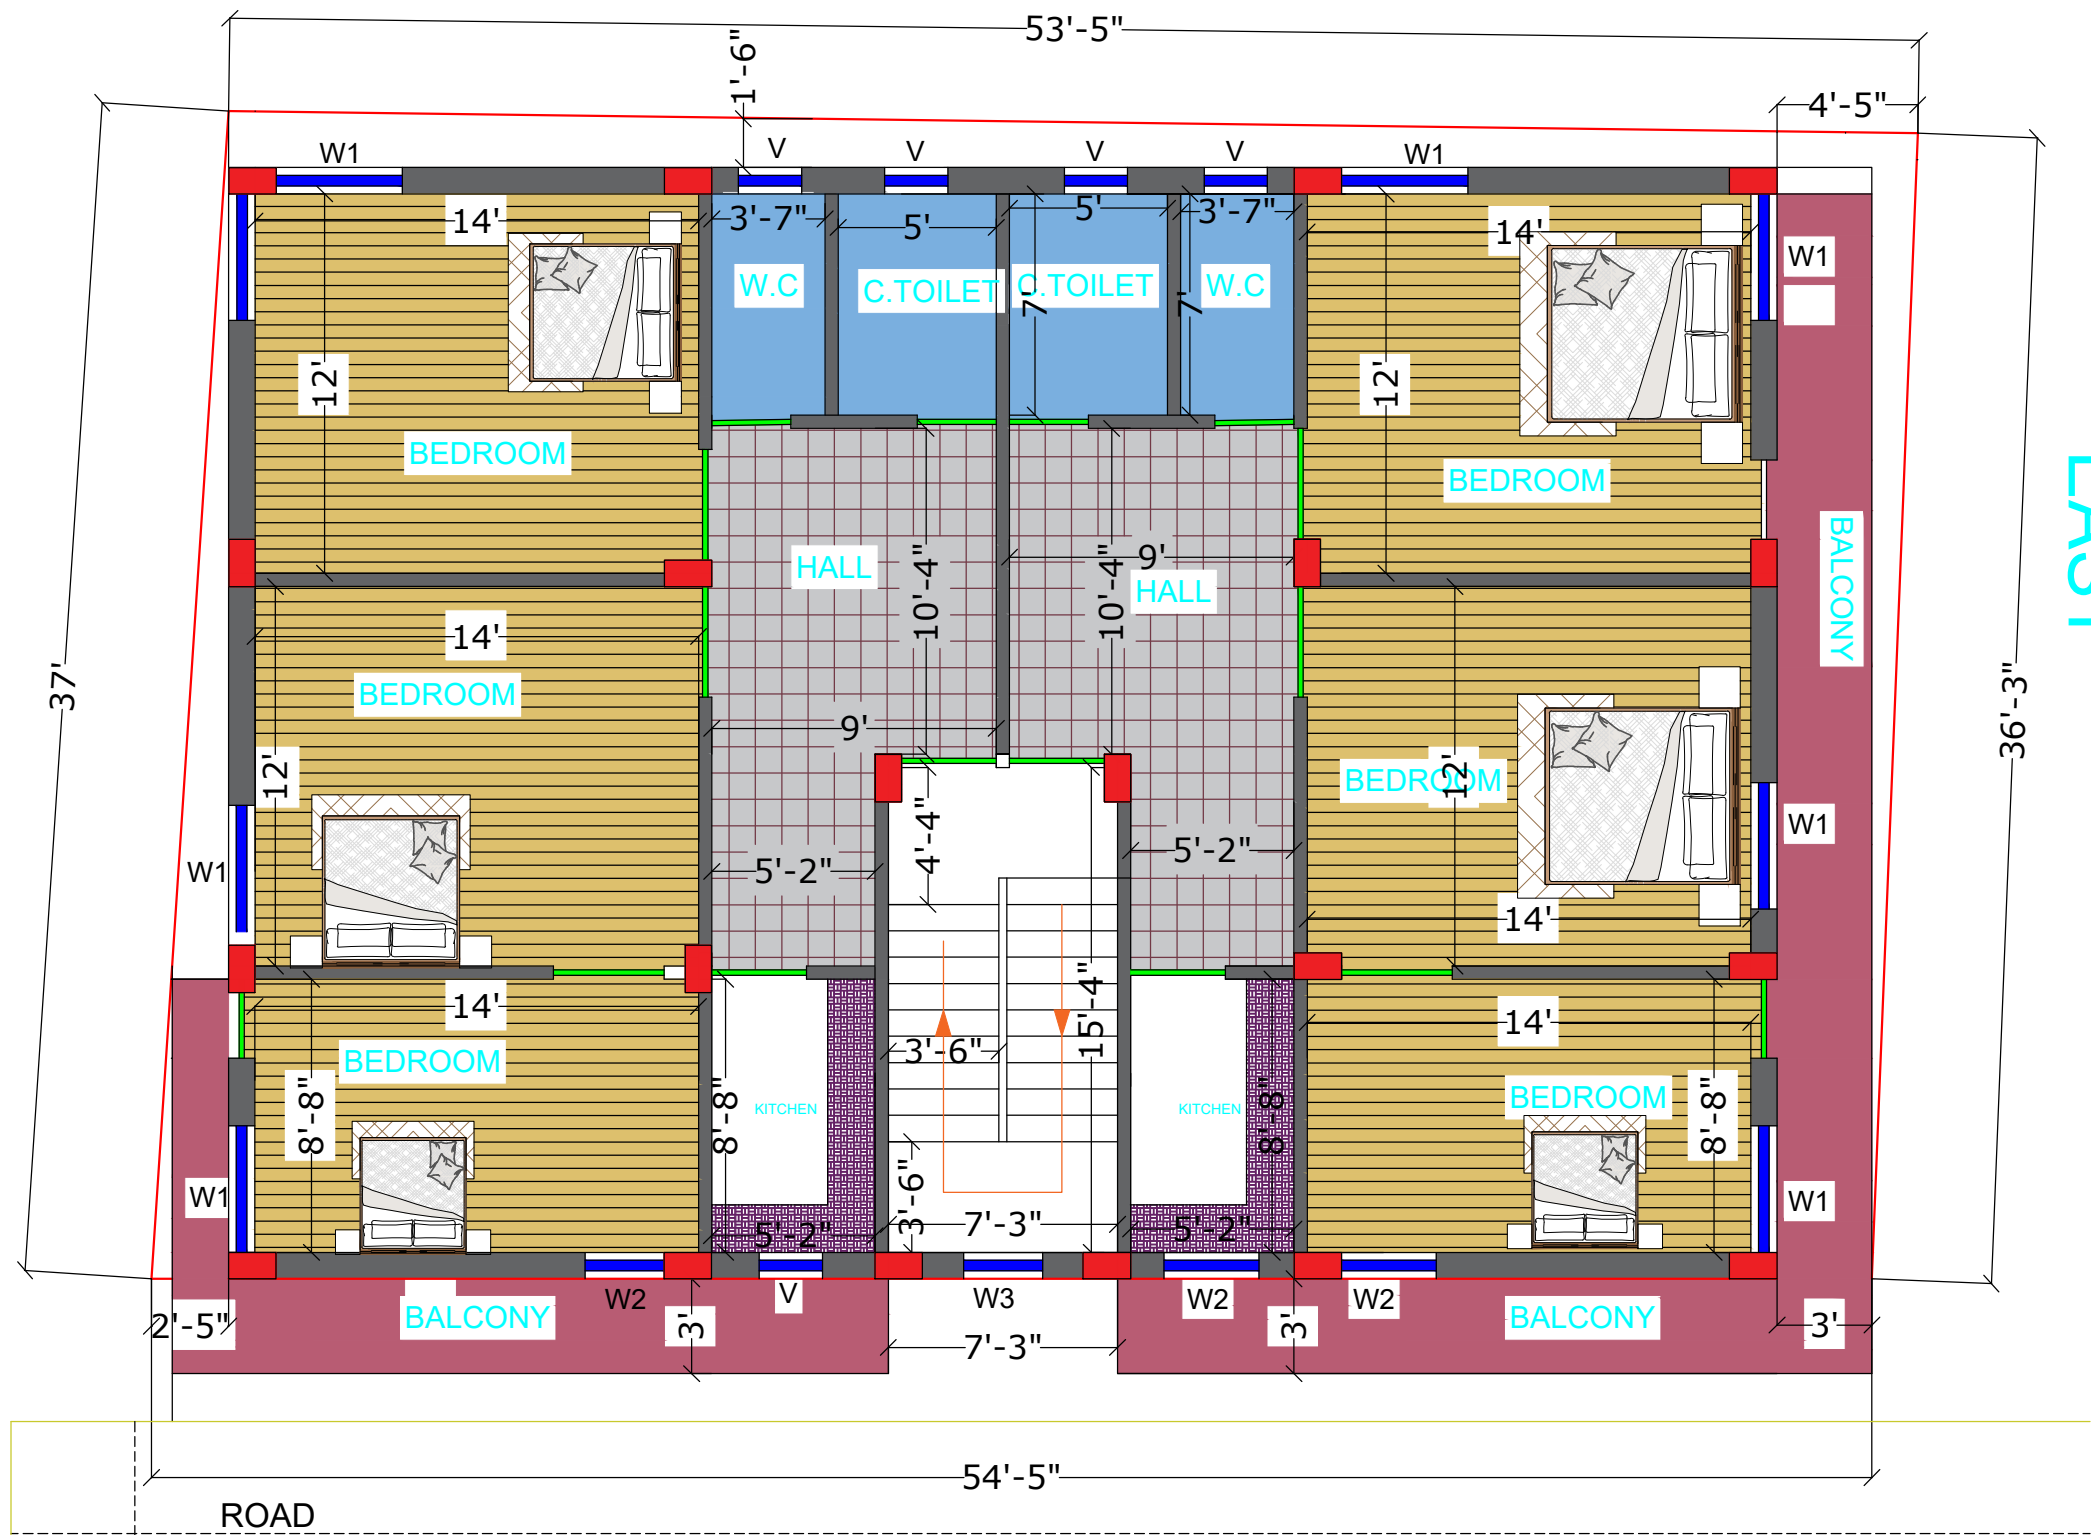 53'-5"
1'-6"
4'-5"
W1
V
V
V
V
W1
14'
3'-7"
5'
5'
3'-7"
14'
W1
W.C
C.TOILET
C.TOILET
W.C
7'
7'
12'
12'
BEDROOM
BEDROOM
EAST
BALCONY
HALL
9'
HALL
10'-4"
10'-4"
14'
BEDROOM
37'
36'-3"
9'
12'
BEDROOM
12'
W1
4'-4"
5'-2"
5'-2"
W1
14'
14'
15'-4"
14'
BEDROOM
3'-6"
BEDROOM
8'-8"
8'-8"
KITCHEN
KITCHEN
8'-8"
8'-8"
W1
3'-6"
W1
5'-2"
7'-3"
5'-2"
W2
V
W3
W2
W2
2'-5"
BALCONY
3'
7'-3"
3'
BALCONY
3'
54'-5"
ROAD